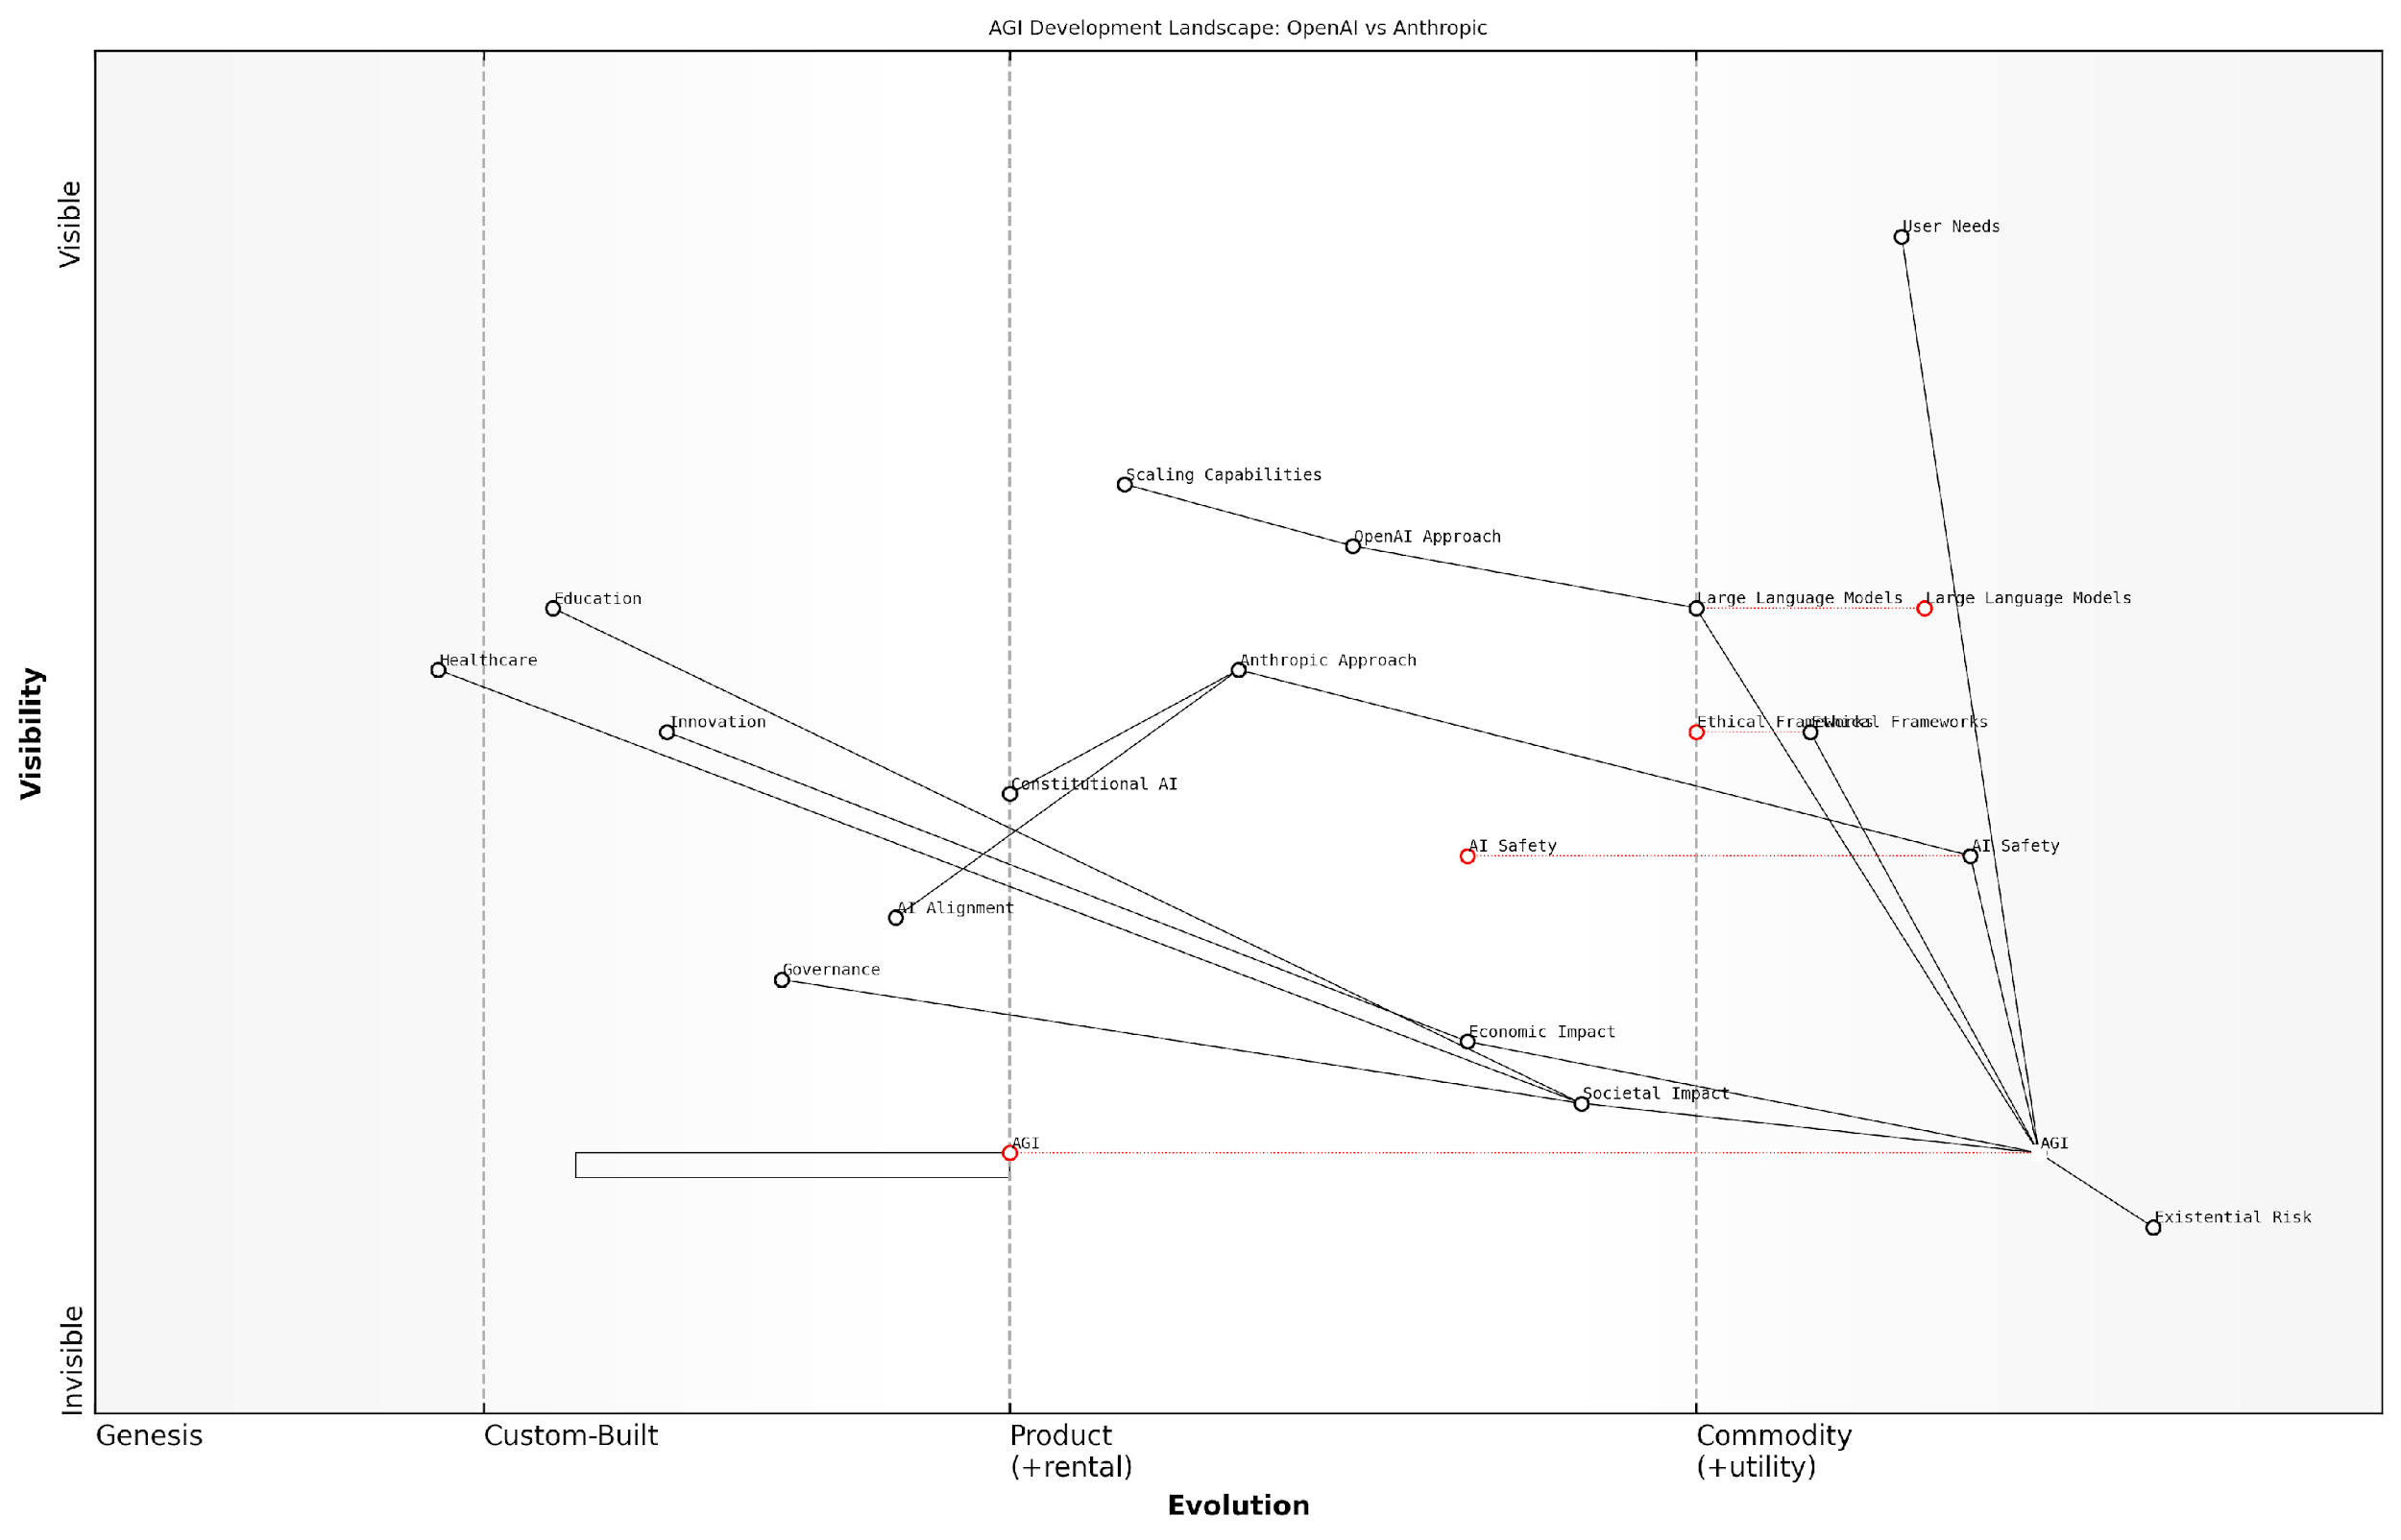 AGI Development Landscape: OpenAI vs Anthropic
Visible
User Needs
Scaling Capabilities
OpenAI Approach
Education
Large Language Models
Large Language Models
Healthcare
Anthropic Approach
Innovation
Ethical Frameworks
Ethical Frameworks
Constitutional AI
Visibility
AI Safety
AI Safety
AI Alignment
Governance
Economic Impact
Societal Impact
AGI
AGI
Existential Risk
Invisible
Genesis
Custom-Built
Product
(+rental)
Commodity
(+utility)
Evolution